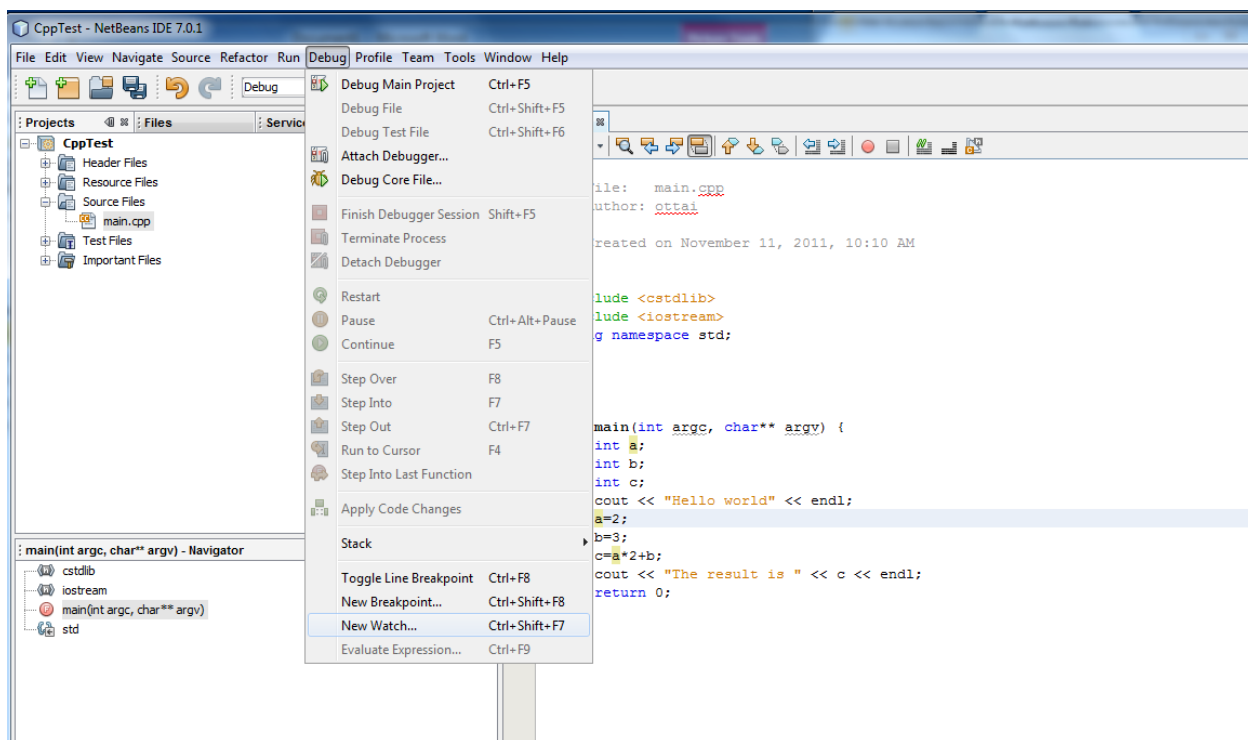 CppTest - NetBeans IDE 7.0.1
File Edit View Navigate Source Refactor Run Debug Profile Team Tools Window Help
Debug
Projects
Files
CppTest
Header Files
Resource Files
Source Files
main.cpp
Test Files
Important Files
main(int argc, char** argv) - Navigator
cstdlib
iostream
main(int argc, char** argv)
std
Debug Main Project Ctrl+F5
Debug File Ctrl+Shift+F5
Debug Test File Ctrl+Shift+F6
Attach Debugger...
Debug Core File...
Finish Debugger Session Shift+F5
Terminate Process
Detach Debugger
Restart
Pause Ctrl+Alt+Pause
Continue F5
Step Over F8
Step Into F7
Step Out Ctrl+F7
Run to Cursor F4
Step Into Last Function
Apply Code Changes
Stack
Toggle Line Breakpoint Ctrl+F8
New Breakpoint... Ctrl+Shift+F8
New Watch... Ctrl+Shift+F7
Evaluate Expression... Ctrl+F9
ile: main.cpp
uthor: ottai
reated on November 11, 2011, 10:10 AM
lude <cstdlib>
lude <iostream>
g namespace std;
main(int argc, char** argv) {
int a;
int b;
int c;
cout << "Hello world" << endl;
a=2;
b=3;
c=a*2+b;
cout << "The result is " << c << endl;
return 0;